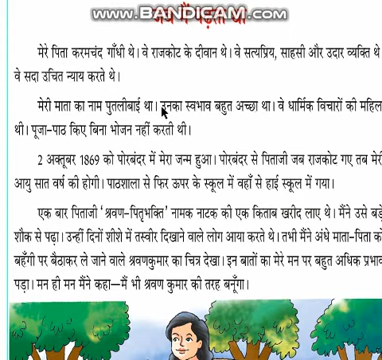 www.BANDICAM.com
मेरे पिता करमचंद गाँधी थे। वे राजकोट के दीवान थे। वे सत्यप्रिय, साहसी और उदार व्यक्ति थे
वे सदा उचित न्याय करते थे।
मेरी माता का नाम पुतलीबाई था। उनका स्वभाव बहुत अच्छा था। वे धार्मिक विचारों की महिल
थी। पूजा-पाठ किए बिना भोजन नहीं करती थी।
2 अक्तूबर 1869 को पोरबंदर में मेरा जन्म हुआ। पोरबंदर से पिताजी जब राजकोट गए तब मेरी
आयु सात वर्ष की होगी। पाठशाला से फिर ऊपर के स्कूल में वहाँ से हाई स्कूल में गया।
एक बार पिताजी 'श्रवण-पितृभक्ति' नामक नाटक की एक किताब खरीद लाए थे। मैंने उसे बड़े
शौक से पढ़ा। उन्हीं दिनों शीशे में तस्वीर दिखाने वाले लोग आया करते थे। तभी मैंने अंधे माता-पिता को
बहँगी पर बैठाकर ले जाने वाले श्रवणकुमार का चित्र देखा। इन बातों का मेरे मन पर बहुत अधिक प्रभाव
पड़ा। मन ही मन मैंने कहा—मैं भी श्रवण कुमार की तरह बनूँगा।